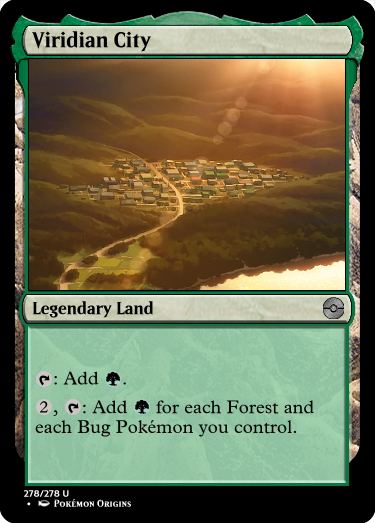 Viridian City
Legendary Land
: Add .
2, : Add for each Forest and
each Bug Pokémon you control.
278/278 U
• Pokémon Origins